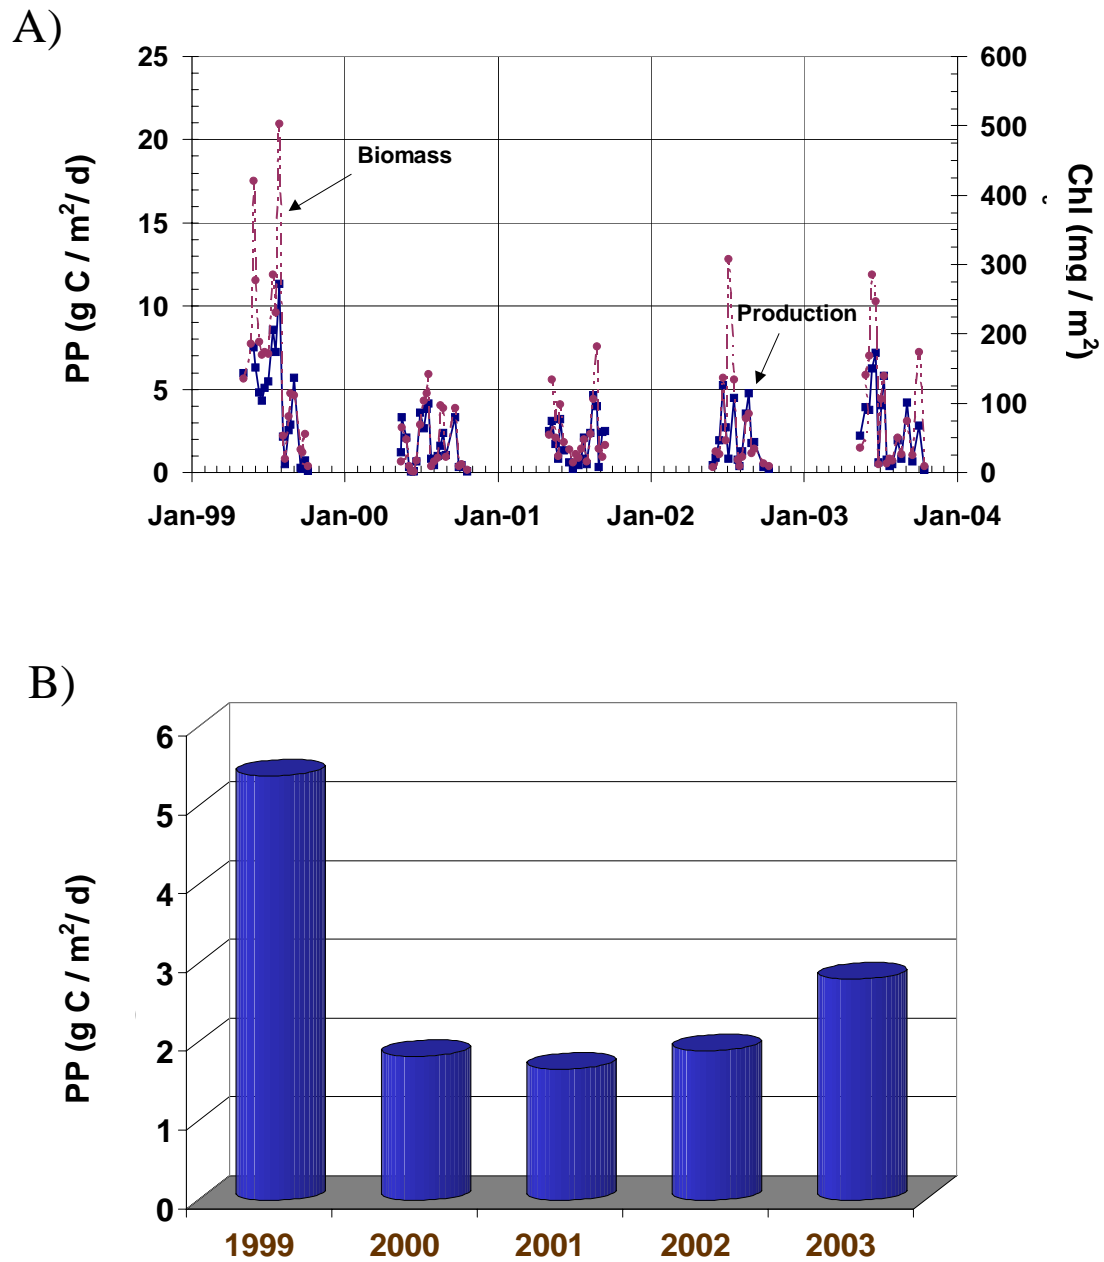 A)
25
20
15
10
5
0
PP (g C / m²/ d)
600
500
400
300
200
100
0
Chl (mg / m²)
Biomass
Production
Jan-99 Jan-00 Jan-01 Jan-02 Jan-03 Jan-04
B)
6
5
4
3
2
1
0
PP (g C / m²/ d)
1999 2000 2001 2002 2003